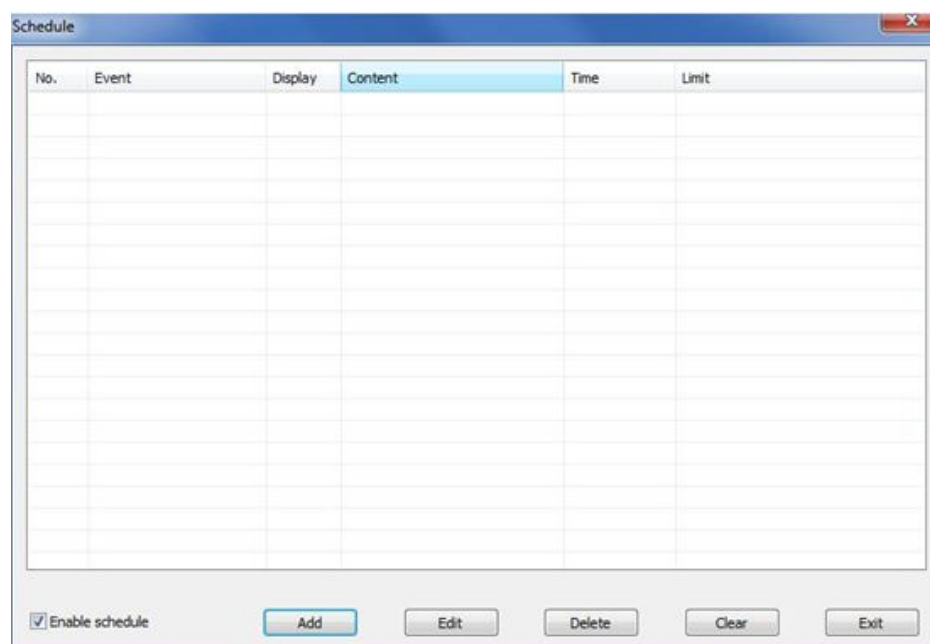 Schedule
No. Event Display Content Time Limit
Enable schedule Add Edit Delete Clear Exit